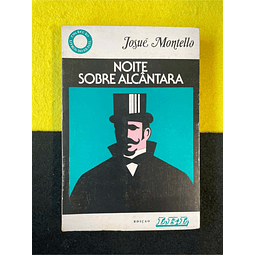 Josué Montello
NOITE
SOBRE ALCÂNTARA
EDIÇÃO